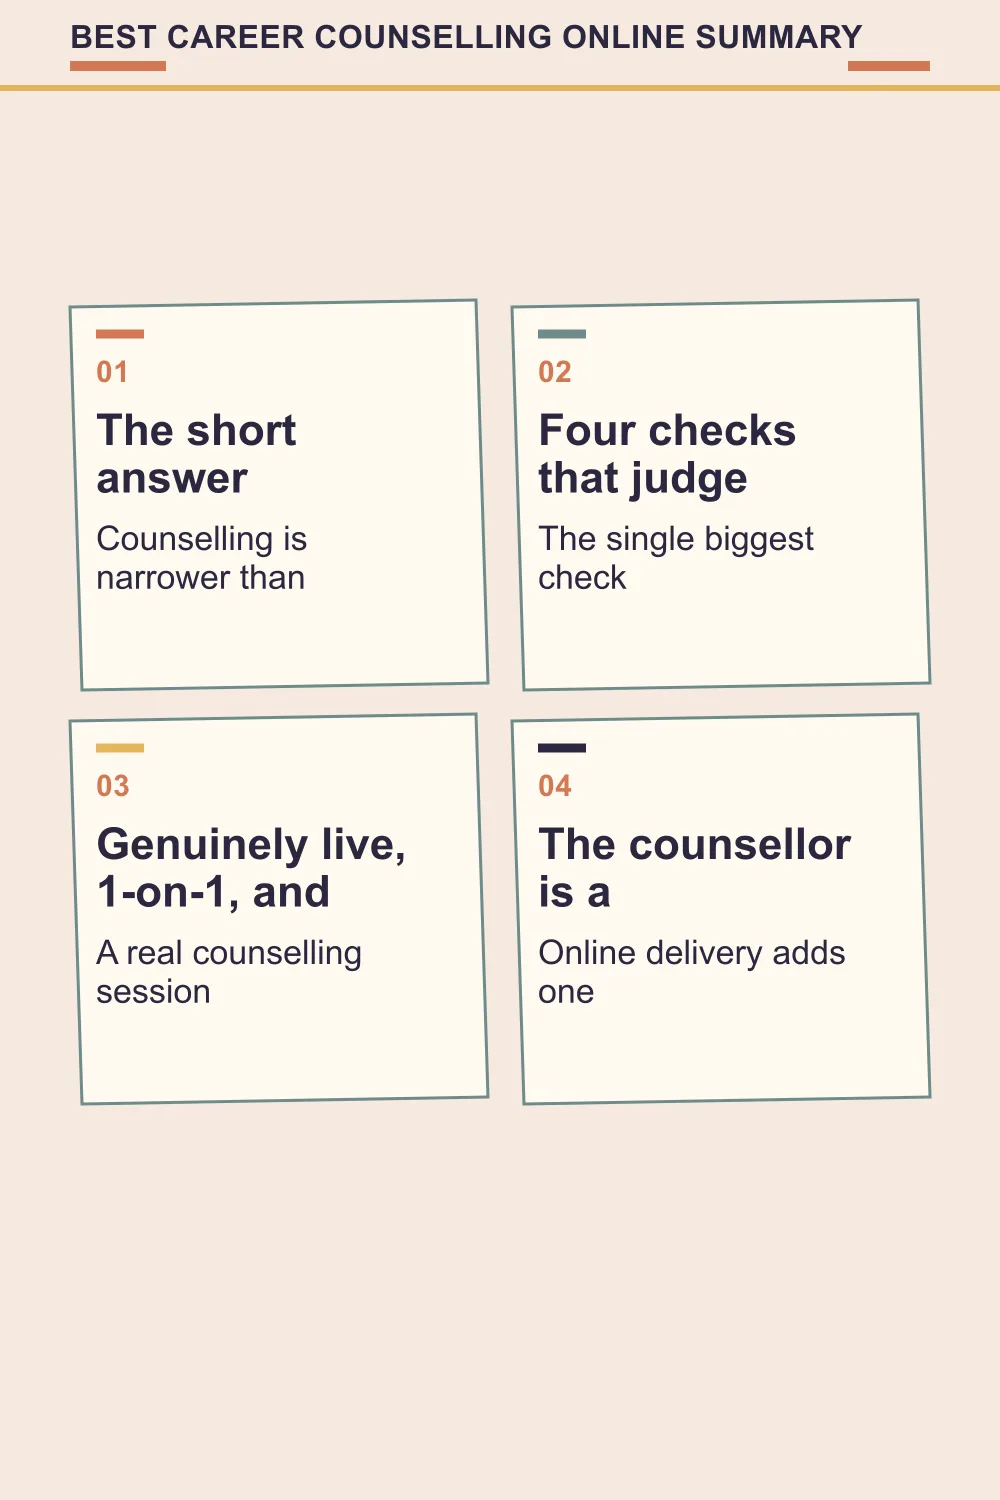 BEST CAREER COUNSELLING ONLINE SUMMARY
01
The short
answer
Counselling is
narrower than
02
Four checks
that judge
The single biggest
check
03
Genuinely live,
1-on-1, and
A real counselling
session
04
The counsellor
is a
Online delivery adds
one